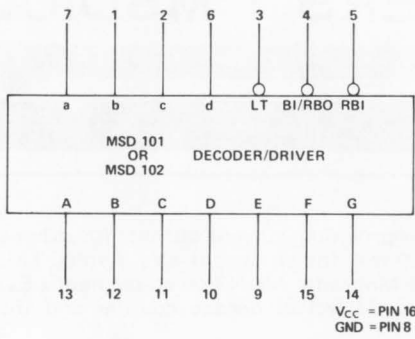 7 1 2 6 3 4 5
a b c d LT BI/RBO RBI
MSD 101
OR DECODER/DRIVER
MSD 102
A B C D E F G
13 12 11 10 9 15 14
VCC = PIN 16
GND = PIN 8